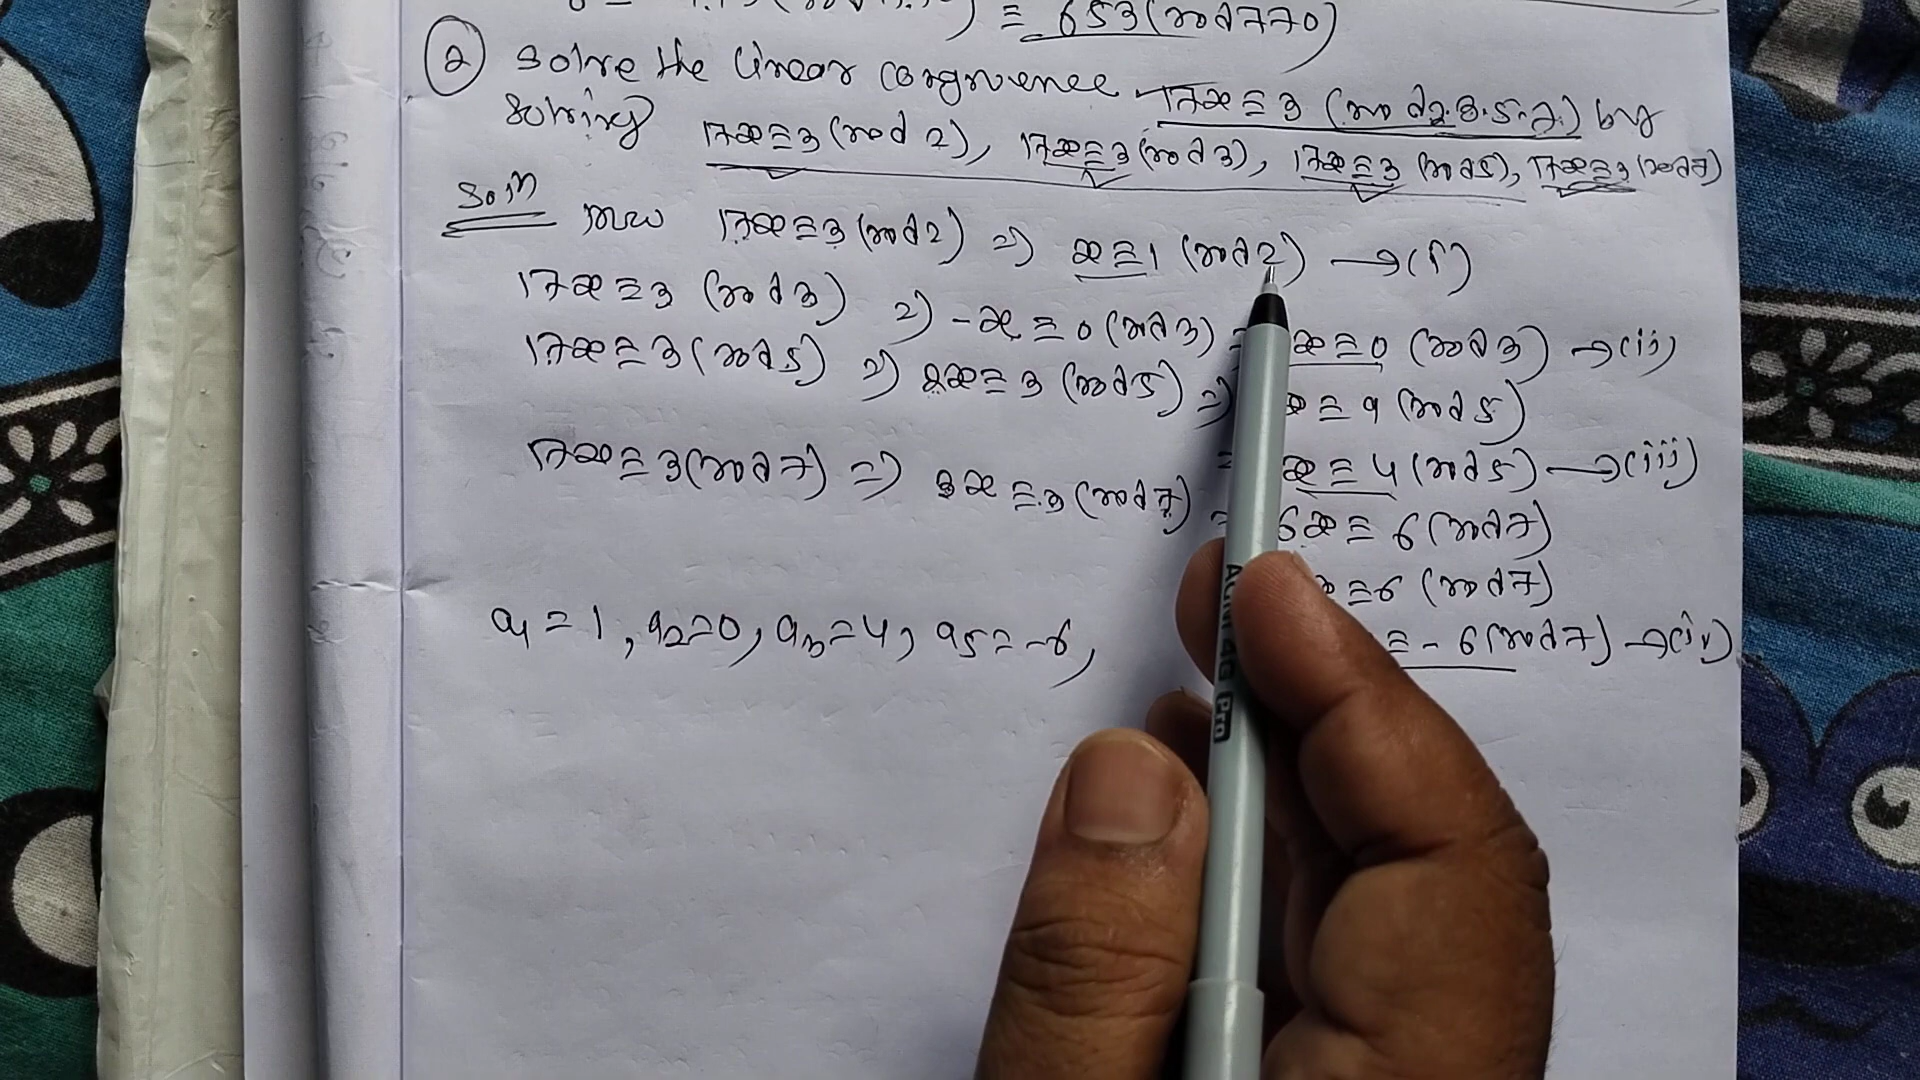 ≡ 653 (mod 770)
② Solve the linear congruence 17x ≡ 3 (mod 2.3.5.7) by
solving 17x ≡ 3 (mod 2), 17x ≡ 3 (mod 3), 17x ≡ 3 (mod 5), 17x ≡ 3 (mod 7)
Soln
17x ≡ 3 (mod 2) ⇒ x ≡ 1 (mod 2) → (i)
17x ≡ 3 (mod 3) ⇒ -x ≡ 0 (mod 3) x ≡ 0 (mod 3) → (ii)
17x ≡ 3 (mod 5) ⇒ 2x ≡ 3 (mod 5) ⇒ x ≡ 9 (mod 5)
x ≡ 4 (mod 5) → (iii)
17x ≡ 3 (mod 7) ⇒ 3x ≡ 3 (mod 7)
6x ≡ 6 (mod 7)
≡ 6 (mod 7)
≡ - 6 (mod 7) → (iv)
a1 = 1, a2 = 0, a3 = 4, a5 = -6,
AGNI
Pro